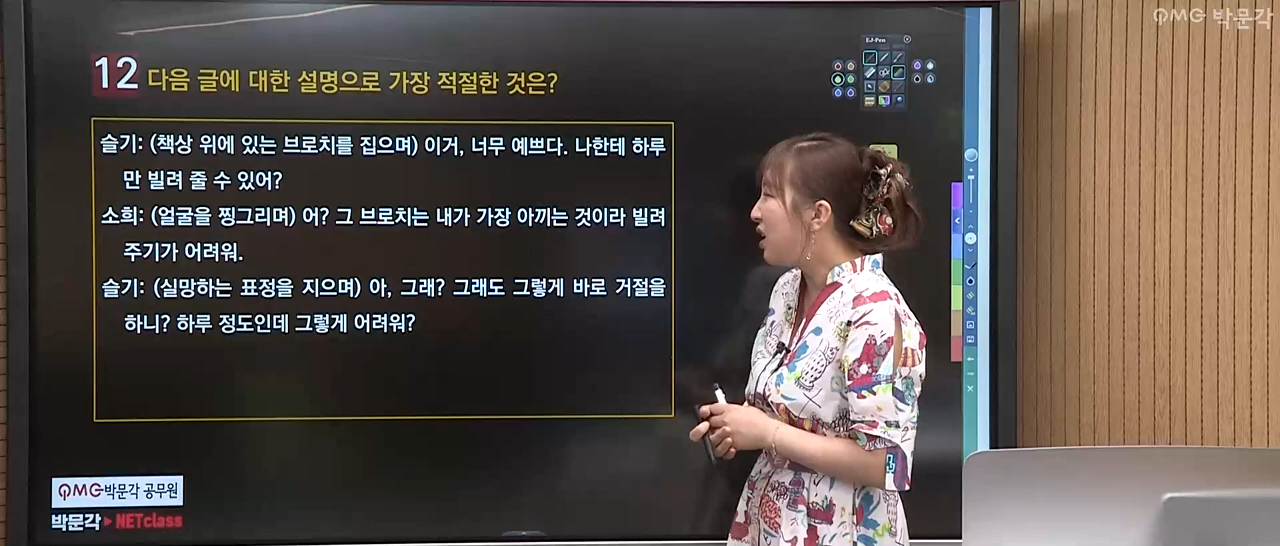 PMG 박문각
EJ-Pen
12 다음 글에 대한 설명으로 가장 적절한 것은?
슬기: (책상 위에 있는 브로치를 집으며) 이거, 너무 예쁘다. 나한테 하루
만 빌려 줄 수 있어?
소희: (얼굴을 찡그리며) 어? 그 브로치는 내가 가장 아끼는 것이라 빌려
주기가 어려워.
슬기: (실망하는 표정을 지으며) 아, 그래? 그래도 그렇게 바로 거절을
하니? 하루 정도인데 그렇게 어려워?
PMG 박문각 공무원
박문각 NETclass